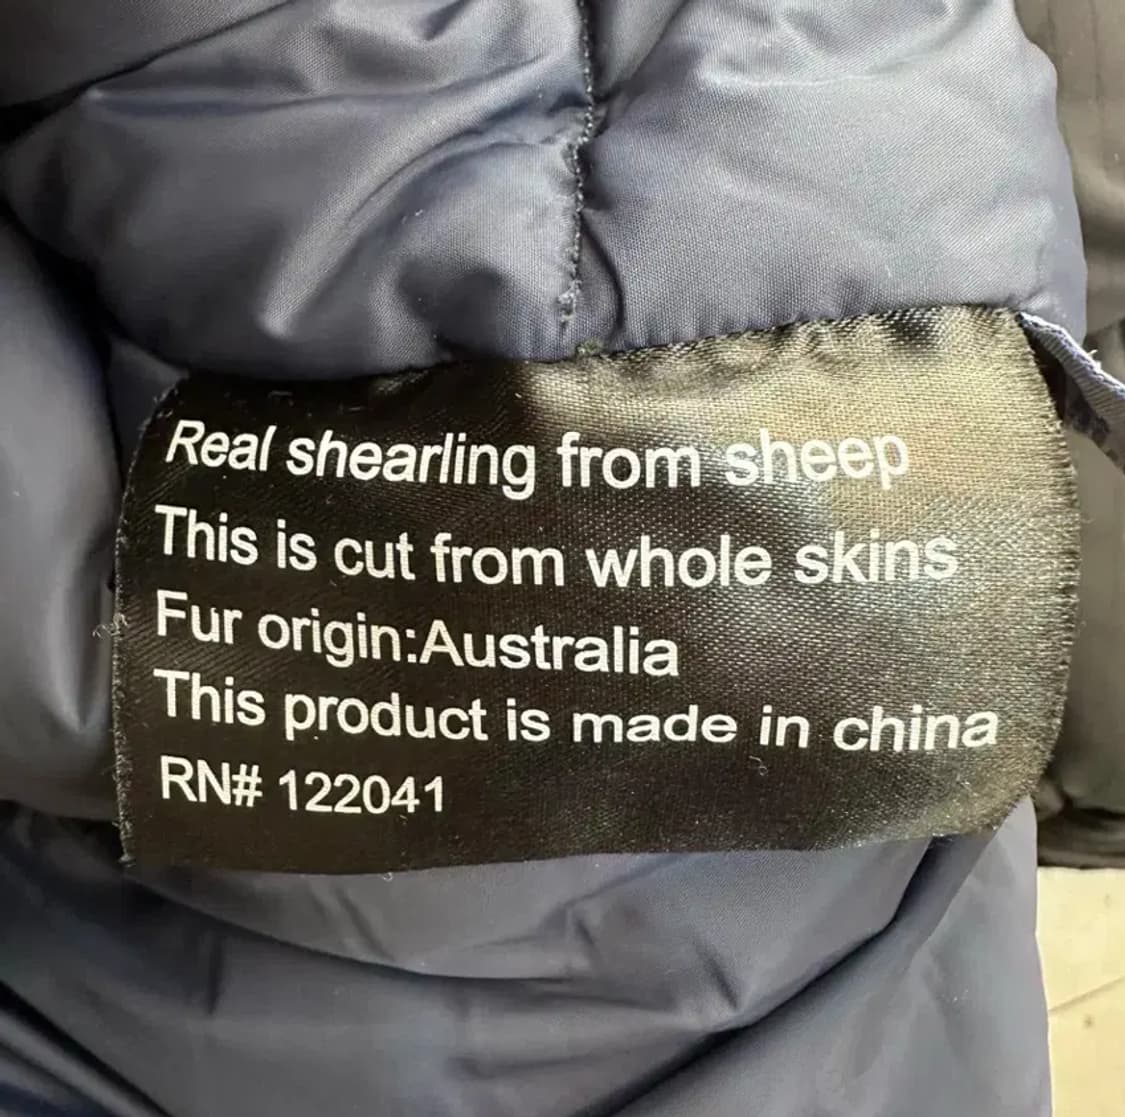 Real shearling from sheep
This is cut from whole skins
Fur origin:Australia
This product is made in china
RN# 122041